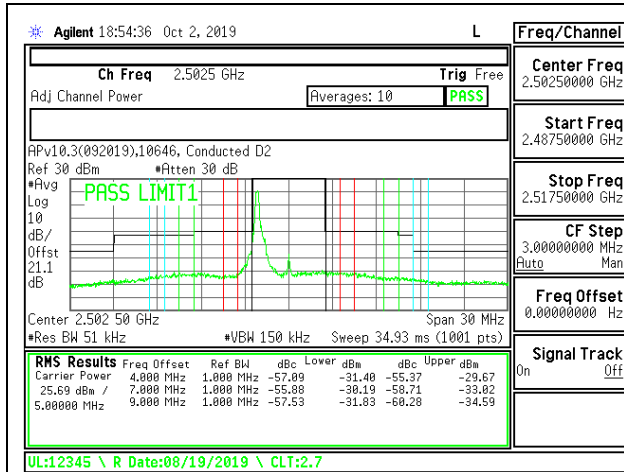 Agilent 18:54:36 Oct 2, 2019 L
Ch Freq 2.5025 GHz Trig Free
Adj Channel Power Averages: 10 PASS
APv10.3(092019),10646, Conducted D2
Ref 30 dBm #Atten 30 dB
#Avg
Log
10
dB/
Offst
21.1
dB
PASS LIMIT1
Center 2.502 50 GHz Span 30 MHz
#Res BW 51 kHz #VBW 150 kHz Sweep 34.93 ms (1001 pts)
RMS Results Freq Offset Ref BW dBc Lower dBm dBc Upper dBm
Carrier Power 4.000 MHz 1.000 MHz -57.09 -31.40 -55.37 -29.67
25.69 dBm / 7.000 MHz 1.000 MHz -55.88 -30.19 -58.71 -33.02
5.00000 MHz 9.000 MHz 1.000 MHz -57.53 -31.83 -60.28 -34.59
UL:12345 \ R Date:08/19/2019 \ CLT:2.7
Freq/Channel
Center Freq
2.50250000 GHz
Start Freq
2.48750000 GHz
Stop Freq
2.51750000 GHz
CF Step
3.00000000 MHz
Auto Man
Freq Offset
0.00000000 Hz
Signal Track
On Off